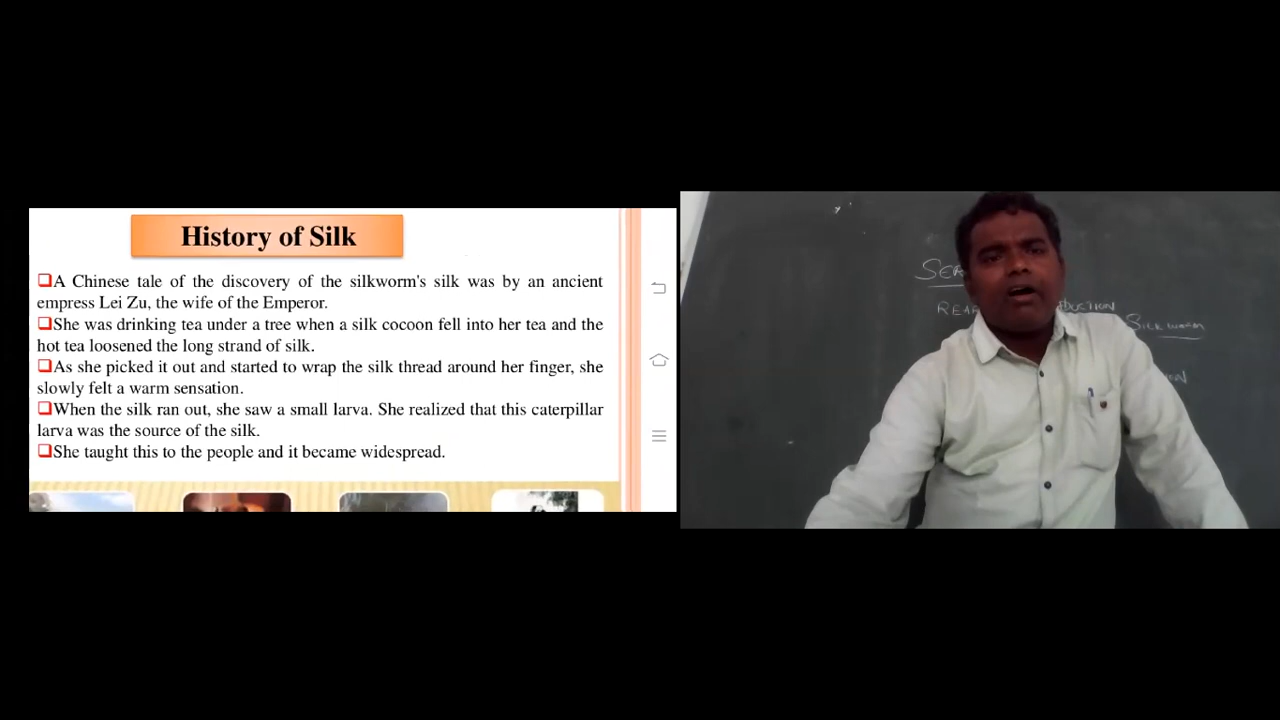 History of Silk
❑A Chinese tale of the discovery of the silkworm's silk was by an ancient
empress Lei Zu, the wife of the Emperor.
❑She was drinking tea under a tree when a silk cocoon fell into her tea and the
hot tea loosened the long strand of silk.
❑As she picked it out and started to wrap the silk thread around her finger, she
slowly felt a warm sensation.
❑When the silk ran out, she saw a small larva. She realized that this caterpillar
larva was the source of the silk.
❑She taught this to the people and it became widespread.
Silk worm